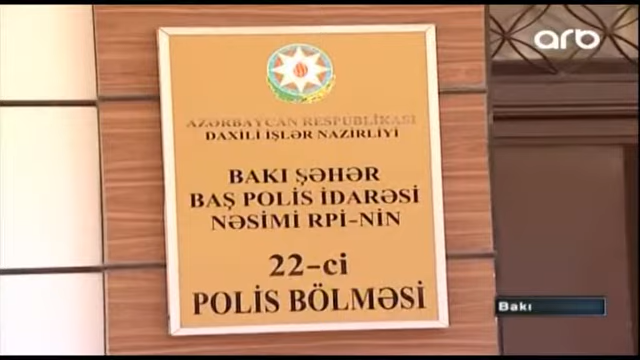 arb
AZƏRBAYCAN RESPUBLİKASI
DAXİLİ İŞLƏR NAZİRLİYİ
BAKI ŞƏHƏR
BAŞ POLİS İDARƏSİ
NƏSİMİ RPİ-NİN
22-ci
POLİS BÖLMƏSİ
Bakı